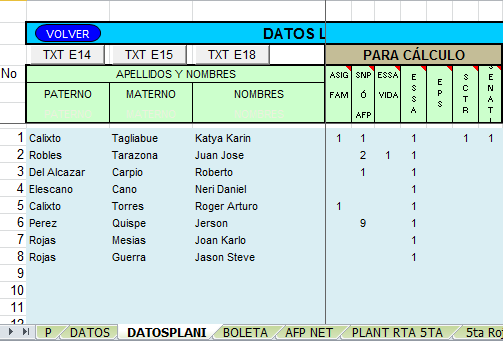 VOLVER DATOS L
TXT E14 TXT E15 TXT E18 PARA CÁLCULO
No APELLIDOS Y NOMBRES ASIG FAM SNP Ó AFP ESSA VIDA ESSA EPS SCTR SENATI
PATERNO MATERNO NOMBRES
1 Calixto Tagliabue Katya Karin 1 1 1 1 1
2 Robles Tarazona Juan Jose 2 1 1
3 Del Alcazar Carpio Roberto 1 1
4 Elescano Cano Neri Daniel 1
5 Calixto Torres Roger Arturo 1 1
6 Perez Quispe Jerson 9 1
7 Rojas Mesias Joan Karlo 1
8 Rojas Guerra Jason Steve 1
9
10
11
12
P DATOS DATOSPLANI BOLETA AFP NET PLANT RTA 5TA 5ta Ro